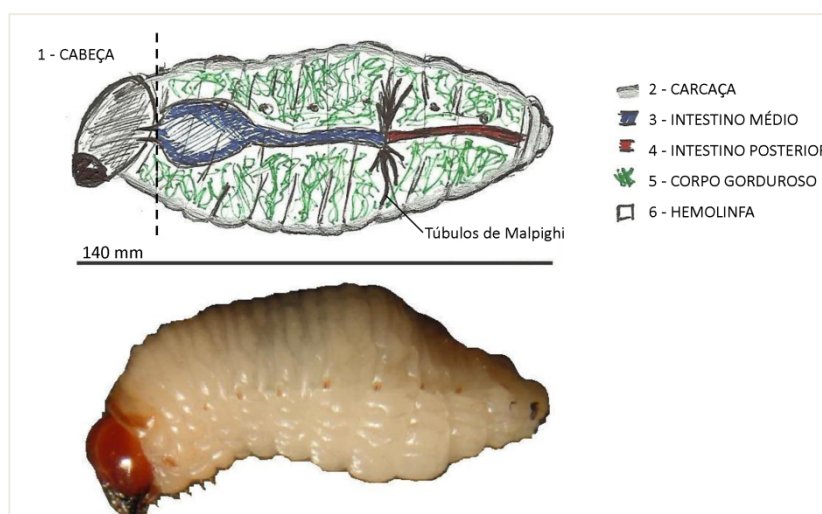 1 - CABEÇA
2 - CARCAÇA
3 - INTESTINO MÉDIO
4 - INTESTINO POSTERIOR
5 - CORPO GORDUROSO
6 - HEMOLINFA
Túbulos de Malpighi
140 mm